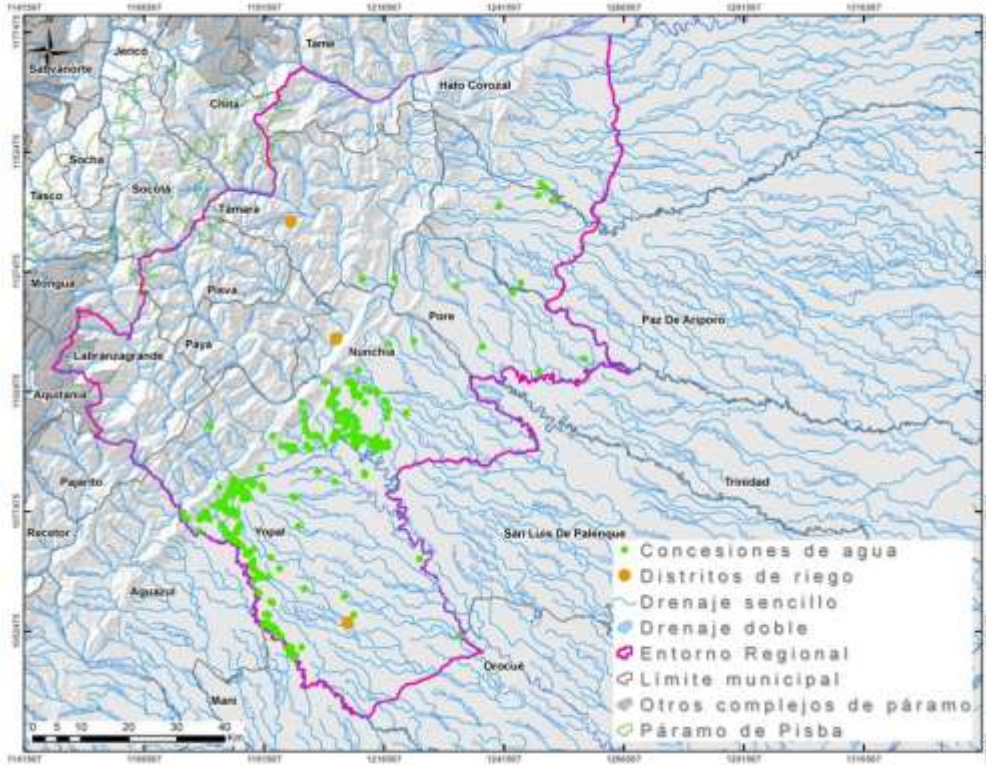 Tame
Jericó
Sativanorte
Hato Corozal
Chita
Socha
Tasco
Socotá
Támara
Mongua
Pisva
Pore
Paz De Ariporo
Paya
Nunchía
Labranzagrande
Aquitania
Pajarito
Trinidad
Recetor
Yopal
San Luis De Palenque
Aguazul
Orocué
Maní
Concesiones de agua
Distritos de riego
Drenaje sencillo
Drenaje doble
Entorno Regional
Límite municipal
Otros complejos de páramo
Páramo de Pisba
0 5 10 20 30 40
Km